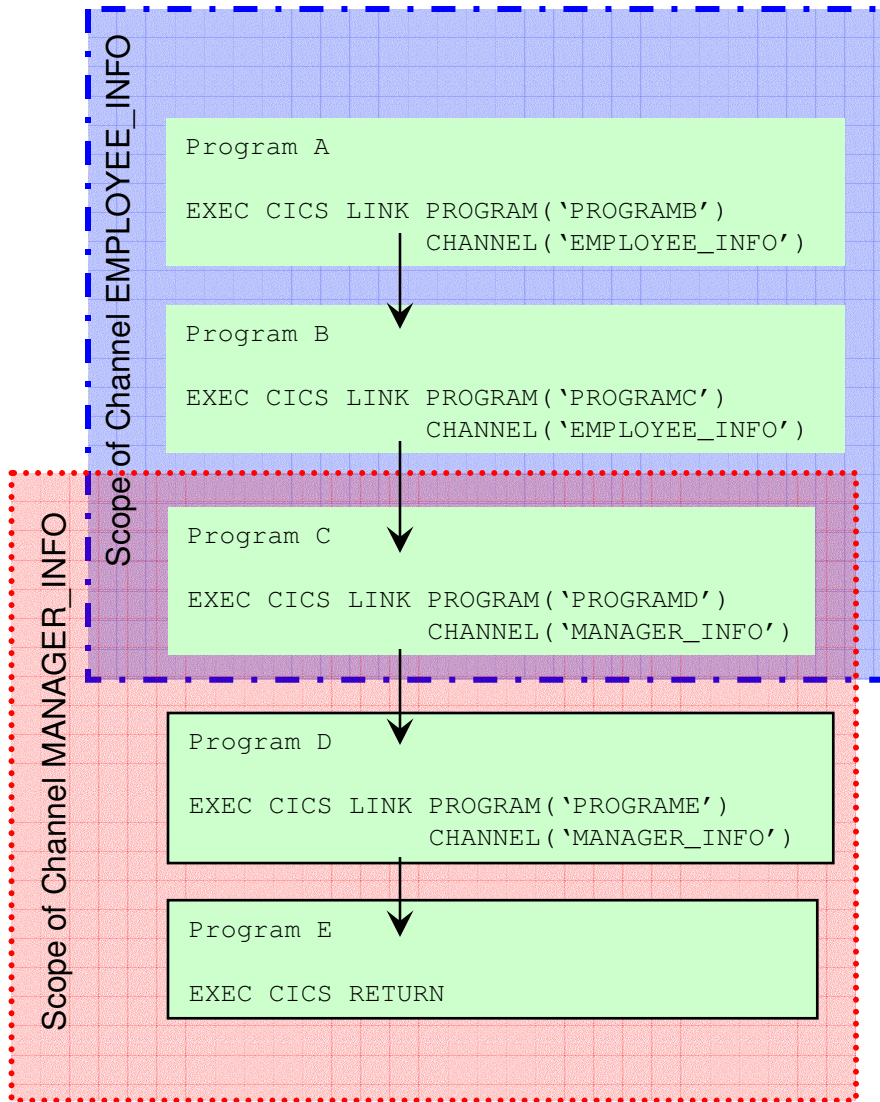 Scope of Channel EMPLOYEE_INFO
Program A
EXEC CICS LINK PROGRAM(‘PROGRAMB’)
CHANNEL(‘EMPLOYEE_INFO’)
Program B
EXEC CICS LINK PROGRAM(‘PROGRAMC’)
CHANNEL(‘EMPLOYEE_INFO’)
Scope of Channel MANAGER_INFO
Program C
EXEC CICS LINK PROGRAM(‘PROGRAMD’)
CHANNEL(‘MANAGER_INFO’)
Program D
EXEC CICS LINK PROGRAM(‘PROGRAME’)
CHANNEL(‘MANAGER_INFO’)
Program E
EXEC CICS RETURN